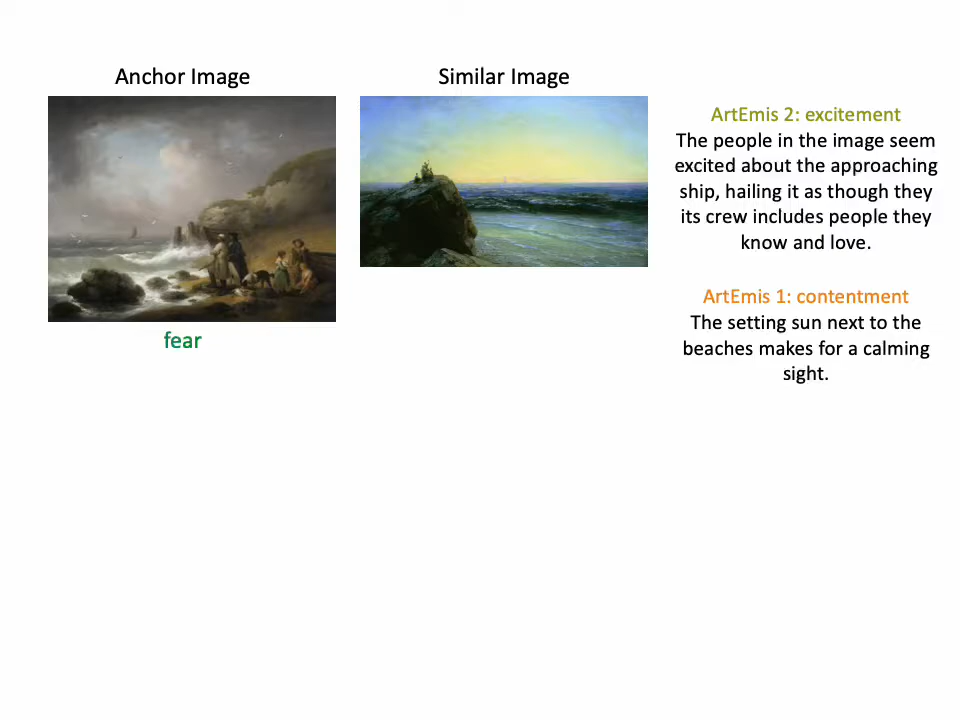 Anchor Image
Similar Image
fear
ArtEmis 2: excitement
The people in the image seem
excited about the approaching
ship, hailing it as though they
its crew includes people they
know and love.
ArtEmis 1: contentment
The setting sun next to the
beaches makes for a calming
sight.